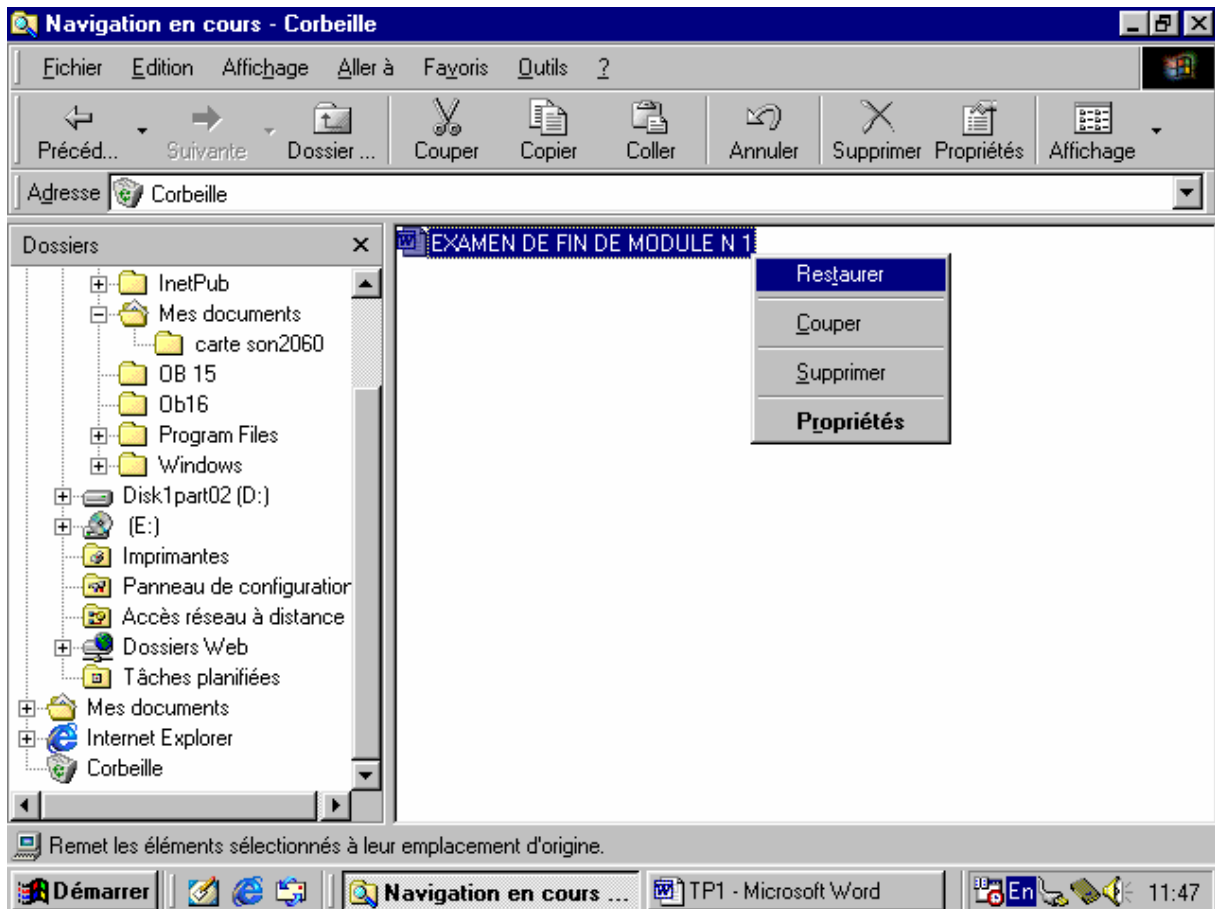 Navigation en cours - Corbeille
Fichier Edition Affichage Aller à Favoris Outils ?
Précéd... Suivante Dossier ... Couper Copier Coller Annuler Supprimer Propriétés Affichage
Adresse Corbeille
Dossiers
InetPub
Mes documents
carte son2060
OB 15
Ob16
Program Files
Windows
Disk1part02 (D:)
(E:)
Imprimantes
Panneau de configuration
Accès réseau à distance
Dossiers Web
Tâches planifiées
Mes documents
Internet Explorer
Corbeille
EXAMEN DE FIN DE MODULE N 1
Restaurer
Couper
Supprimer
Propriétés
Remet les éléments sélectionnés à leur emplacement d'origine.
Démarrer Navigation en cours ... TP1 - Microsoft Word En 11:47